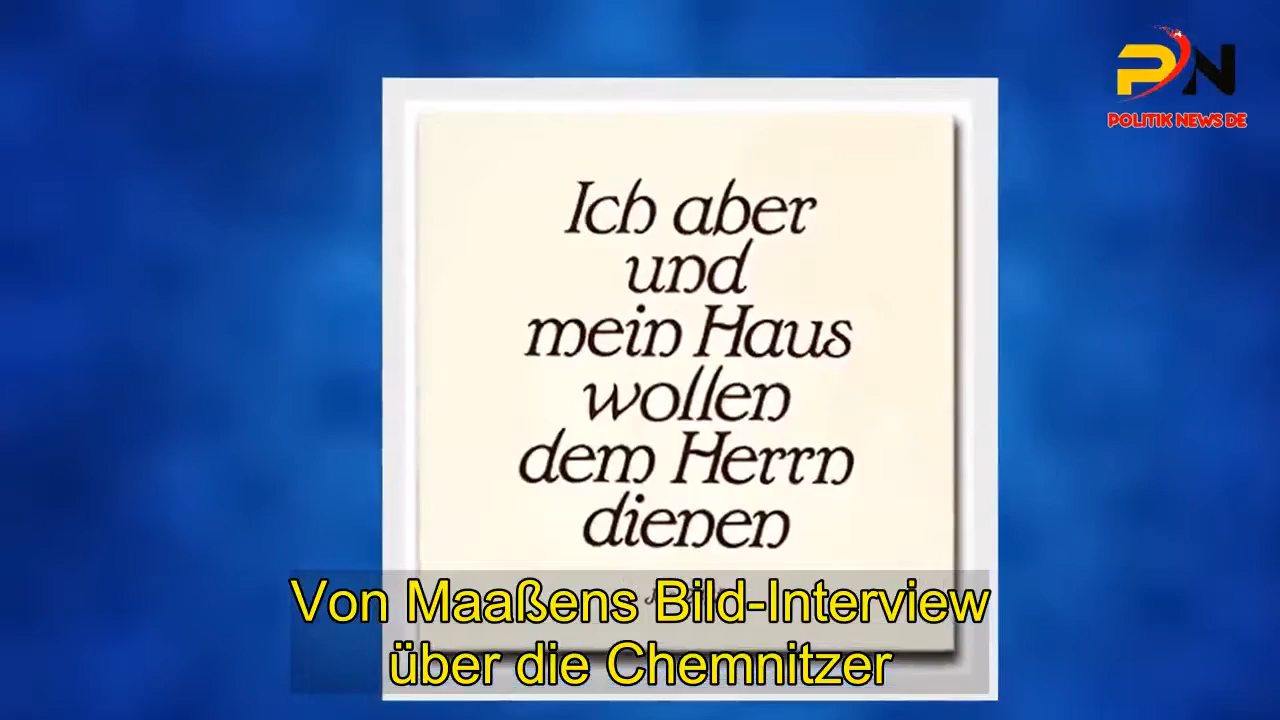 PN
POLITIK NEWS DE
Ich aber
und
mein Haus
wollen
dem Herrn
dienen
Von Maaßens Bild-Interview
über die Chemnitzer